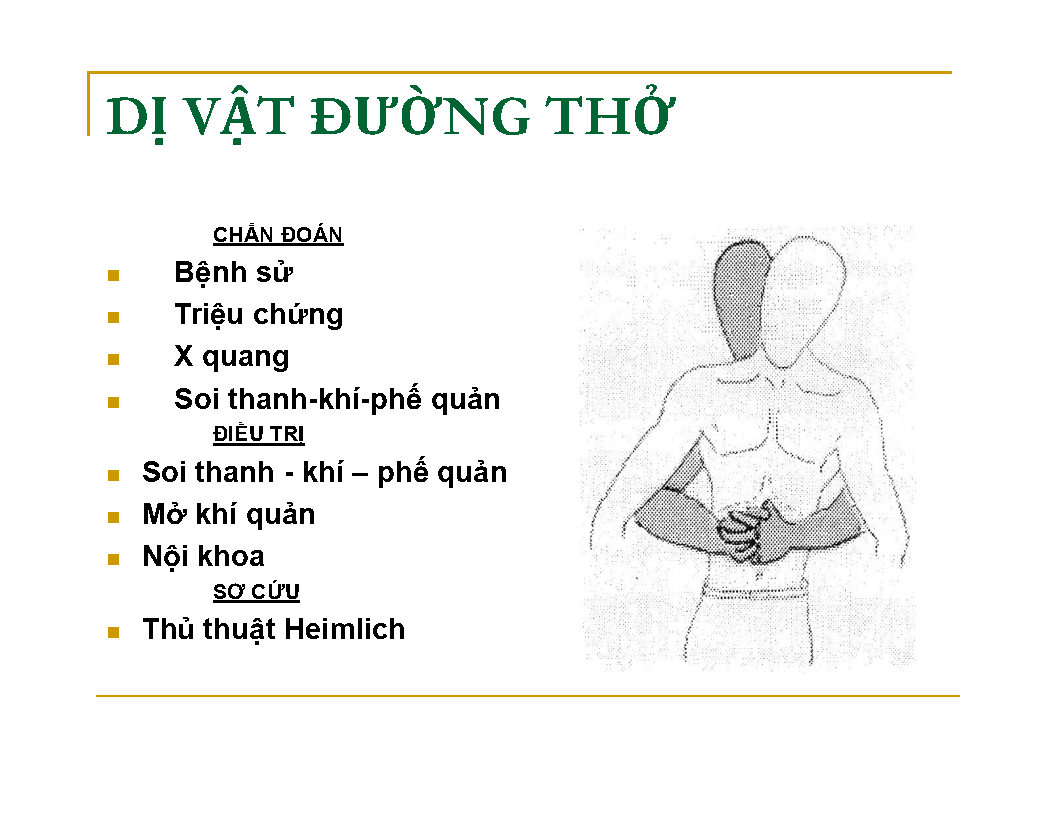 DỊ VẬT ĐƯỜNG THỞ
CHẨN ĐOÁN
Bệnh sử
Triệu chứng
X quang
Soi thanh-khí-phế quản
ĐIỀU TRỊ
Soi thanh - khí – phế quản
Mở khí quản
Nội khoa
SƠ CỨU
Thủ thuật Heimlich